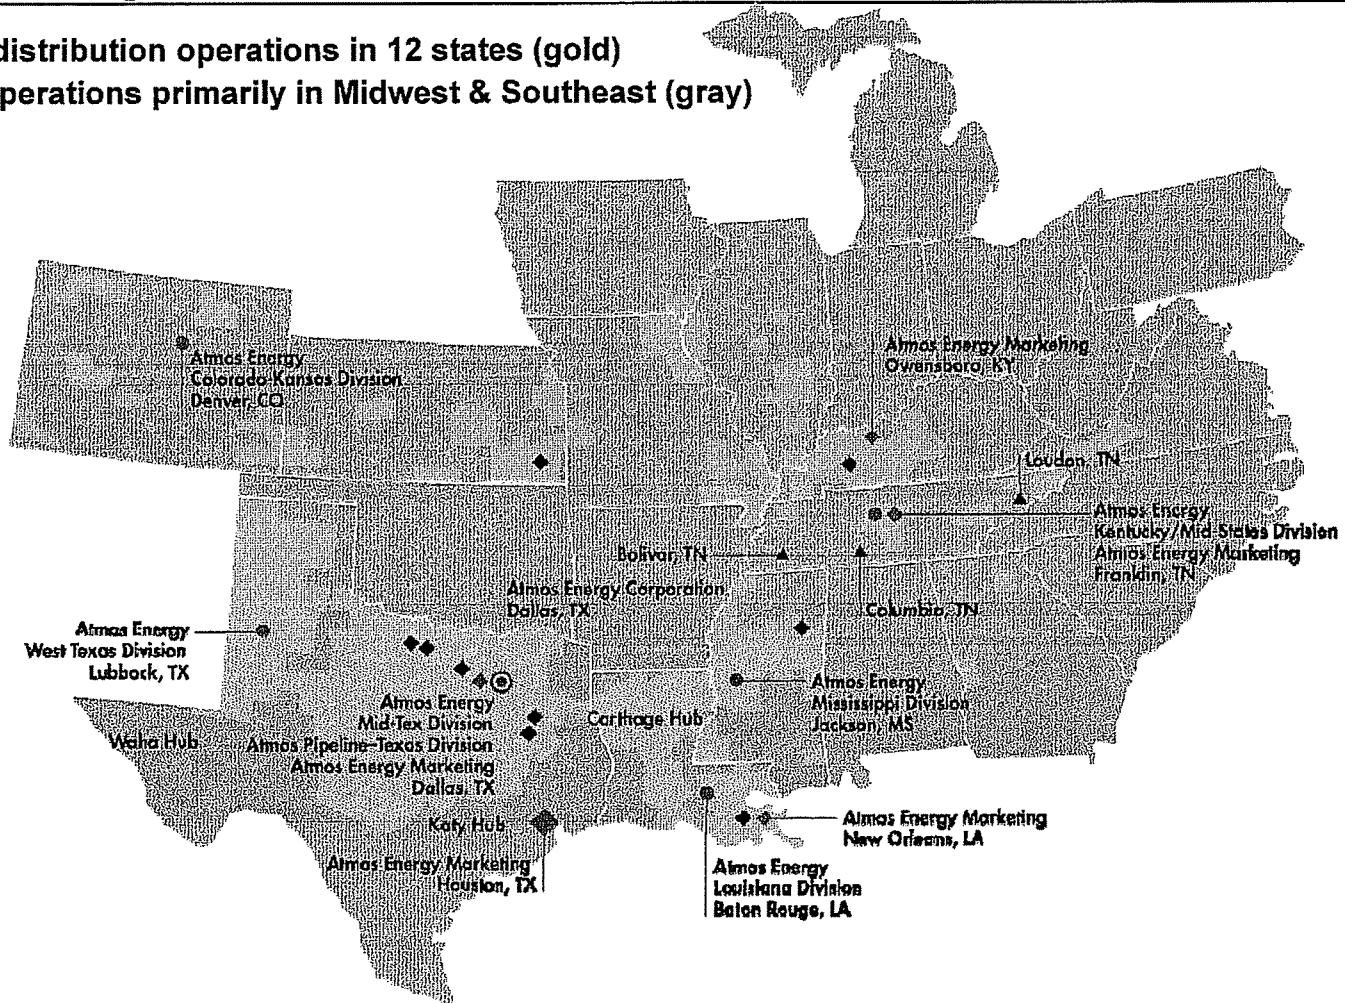 distribution operations in 12 states (gold)
perations primarily in Midwest & Southeast (gray)
Atmos Energy
Colorado-Kansas Division
Denver, CO
Atmos Energy Marketing
Owensboro, KY
Loudon, TN
Atmos Energy
Kentucky/Mid-States Division
Atmos Energy Marketing
Franklin, TN
Bolivar, TN
Atmos Energy Corporation
Dallas, TX
Columbia, TN
Atmos Energy
West Texas Division
Lubbock, TX
Atmos Energy
Mid-Tex Division
Atmos Pipeline–Texas Division
Atmos Energy Marketing
Dallas, TX
Carthage Hub
Atmos Energy
Mississippi Division
Jackson, MS
Waha Hub
Katy Hub
Atmos Energy Marketing
Houston, TX
Atmos Energy Marketing
New Orleans, LA
Atmos Energy
Louisiana Division
Baton Rouge, LA